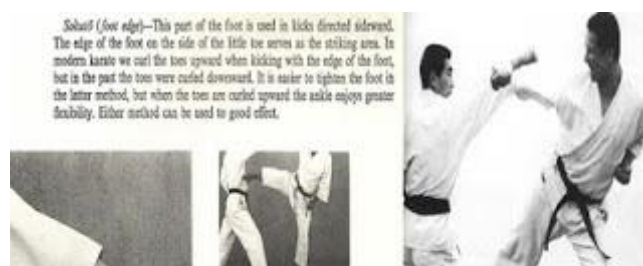 Sokutō (foot edge)—This part of the foot is used in kicks directed sideward.
The edge of the foot on the side of the little toe serves as the striking area. In
modern karate we curl the toes upward when kicking with the edge of the foot,
but in the past the toes were curled downward. It is easier to tighten the foot in
the latter method, but when the toes are curled upward the ankle enjoys greater
flexibility. Either method can be used to good effect.